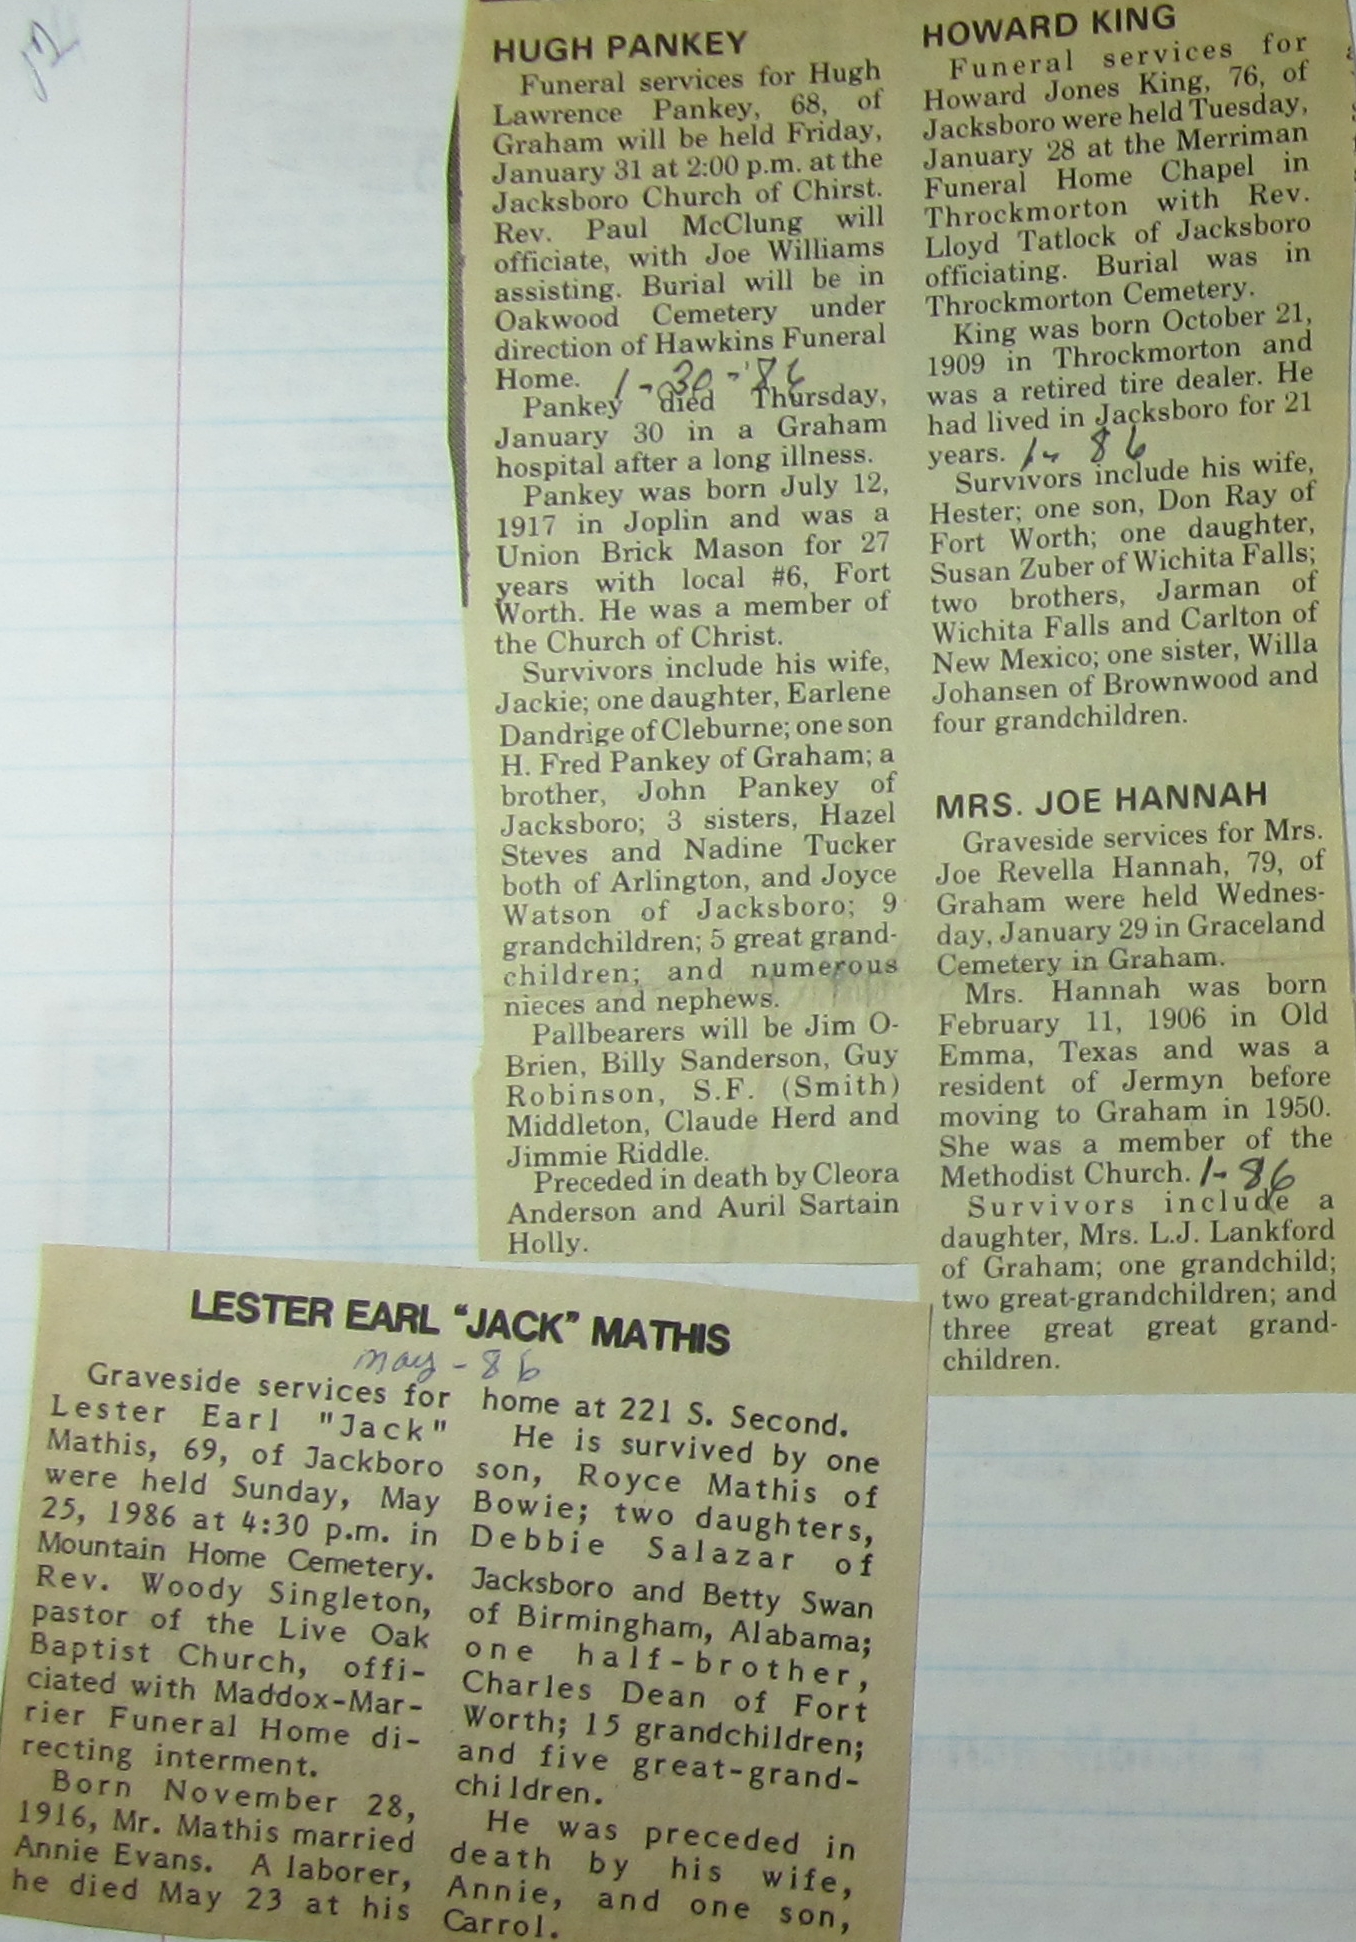 12
HUGH PANKEY
Funeral services for Hugh
Lawrence Pankey, 68, of
Graham will be held Friday,
January 31 at 2:00 p.m. at the
Jacksboro Church of Chirst.
Rev. Paul McClung will
officiate, with Joe Williams
assisting. Burial will be in
Oakwood Cemetery under
direction of Hawkins Funeral
Home. 1-30-'86
Pankey died Thursday,
January 30 in a Graham
hospital after a long illness.
Pankey was born July 12,
1917 in Joplin and was a
Union Brick Mason for 27
years with local #6, Fort
Worth. He was a member of
the Church of Christ.
Survivors include his wife,
Jackie; one daughter, Earlene
Dandrige of Cleburne; one son
H. Fred Pankey of Graham; a
brother, John Pankey of
Jacksboro; 3 sisters, Hazel
Steves and Nadine Tucker
both of Arlington, and Joyce
Watson of Jacksboro; 9
grandchildren; 5 great grand-
children; and numerous
nieces and nephews.
Pallbearers will be Jim O-
Brien, Billy Sanderson, Guy
Robinson, S.F. (Smith)
Middleton, Claude Herd and
Jimmie Riddle.
Preceded in death by Cleora
Anderson and Auril Sartain
Holly.
HOWARD KING
Funeral services for
Howard Jones King, 76, of
Jacksboro were held Tuesday,
January 28 at the Merriman
Funeral Home Chapel in
Throckmorton with Rev.
Lloyd Tatlock of Jacksboro
officiating. Burial was in
Throckmorton Cemetery.
King was born October 21,
1909 in Throckmorton and
was a retired tire dealer. He
had lived in Jacksboro for 21
years. 1-86
Survivors include his wife,
Hester; one son, Don Ray of
Fort Worth; one daughter,
Susan Zuber of Wichita Falls;
two brothers, Jarman of
Wichita Falls and Carlton of
New Mexico; one sister, Willa
Johansen of Brownwood and
four grandchildren.
MRS. JOE HANNAH
Graveside services for Mrs.
Joe Revella Hannah, 79, of
Graham were held Wednes-
day, January 29 in Graceland
Cemetery in Graham.
Mrs. Hannah was born
February 11, 1906 in Old
Emma, Texas and was a
resident of Jermyn before
moving to Graham in 1950.
She was a member of the
Methodist Church. 1-86
Survivors include a
daughter, Mrs. L.J. Lankford
of Graham; one grandchild;
two great-grandchildren; and
three great great grand-
children.
LESTER EARL "JACK" MATHIS
may-86
Graveside services for
Lester Earl "Jack"
Mathis, 69, of Jackboro
were held Sunday, May
25, 1986 at 4:30 p.m. in
Mountain Home Cemetery.
Rev. Woody Singleton,
pastor of the Live Oak
Baptist Church, offi-
ciated with Maddox-Mar-
rier Funeral Home di-
recting interment.
Born November 28,
1916, Mr. Mathis married
Annie Evans. A laborer,
he died May 23 at his
home at 221 S. Second.
He is survived by one
son, Royce Mathis of
Bowie; two daughters,
Debbie Salazar of
Jacksboro and Betty Swan
of Birmingham, Alabama;
one half-brother,
Charles Dean of Fort
Worth; 15 grandchildren;
and five great-grand-
children.
He was preceded in
death by his wife,
Annie, and one son,
Carrol.